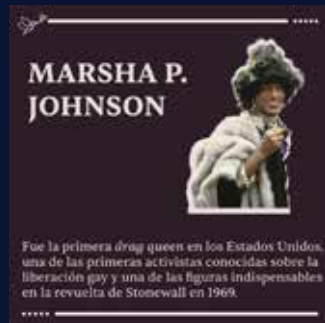 MARSHA P.
JOHNSON
Fue la primera drag queen en los Estados Unidos,
una de las primeras activistas conocidas sobre la
liberación gay y una de las figuras indispensables
en la revuelta de Stonewall en 1969.